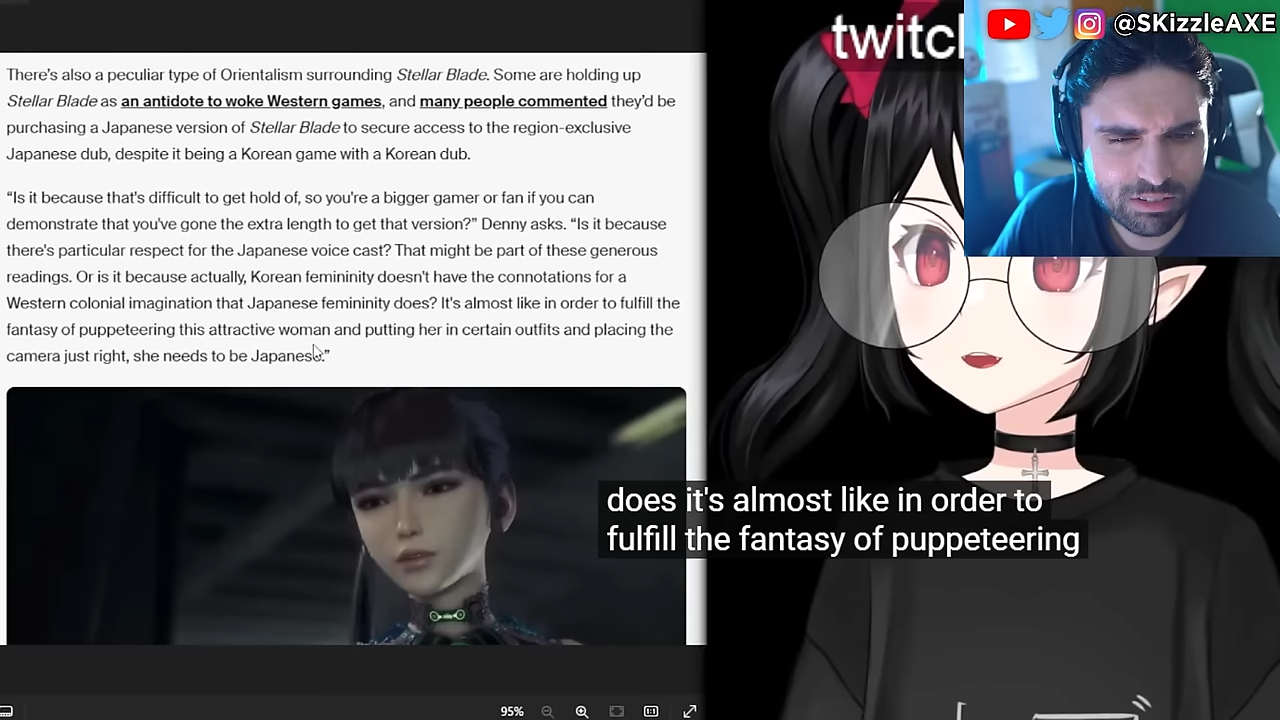 There's also a peculiar type of Orientalism surrounding Stellar Blade. Some are holding up
Stellar Blade as an antidote to woke Western games, and many people commented they'd be
purchasing a Japanese version of Stellar Blade to secure access to the region-exclusive
Japanese dub, despite it being a Korean game with a Korean dub.
“Is it because that's difficult to get hold of, so you're a bigger gamer or fan if you can
demonstrate that you've gone the extra length to get that version?” Denny asks. “Is it because
there's particular respect for the Japanese voice cast? That might be part of these generous
readings. Or is it because actually, Korean femininity doesn't have the connotations for a
Western colonial imagination that Japanese femininity does? It's almost like in order to fulfill the
fantasy of puppeteering this attractive woman and putting her in certain outfits and placing the
camera just right, she needs to be Japanese.”
twitch
@SKizzleAXE
does it's almost like in order to
fulfill the fantasy of puppeteering
95%